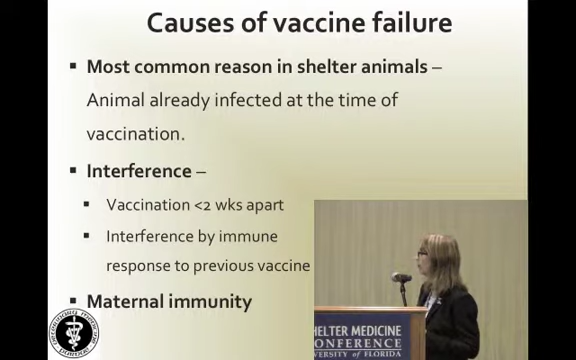 Causes of vaccine failure
Most common reason in shelter animals –
Animal already infected at the time of
vaccination.
Interference –
Vaccination <2 wks apart
Interference by immune
response to previous vaccine
Maternal immunity
SHELTER MEDICINE
CONFERENCE
UNIVERSITY OF FLORIDA